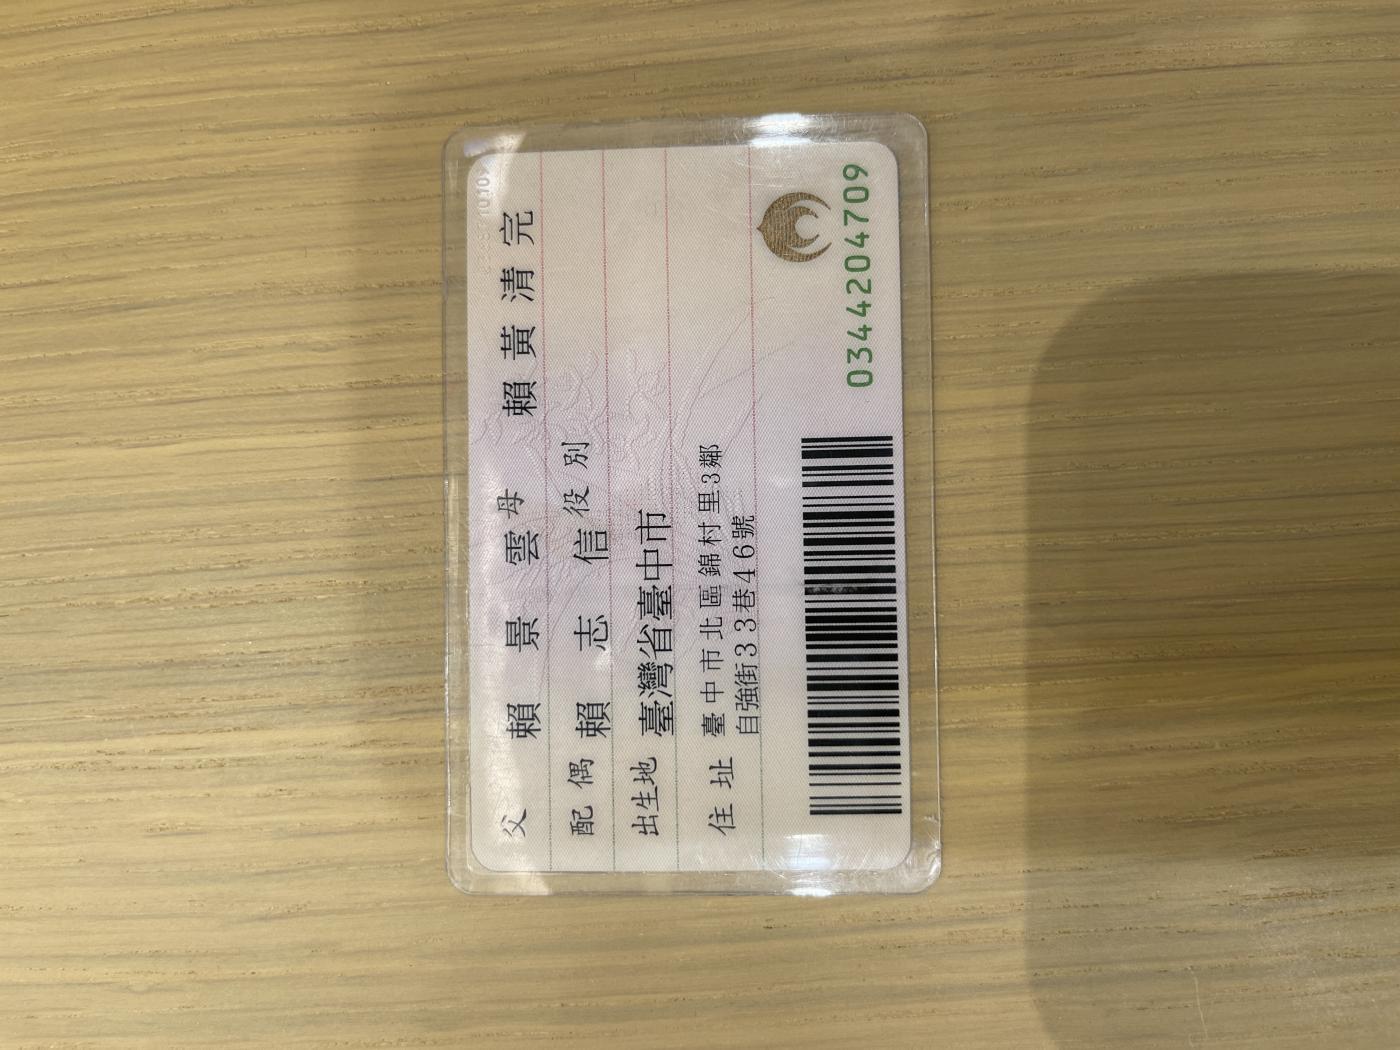 父 賴景雲 母 賴黃清完
配偶 賴志信 役別
出生地 臺灣省臺中市
住址 臺中市北區錦村里3鄰
自強街33巷46號
0344204709